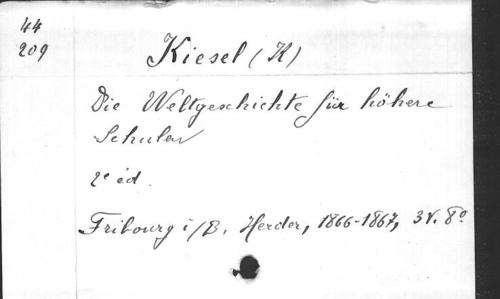 44
209
Kiesel (K)
Die Weltgeschichte für höhere
Schulen
2e éd.
Fribourg i/B, Herder, 1866-1867, 3 V. 8o